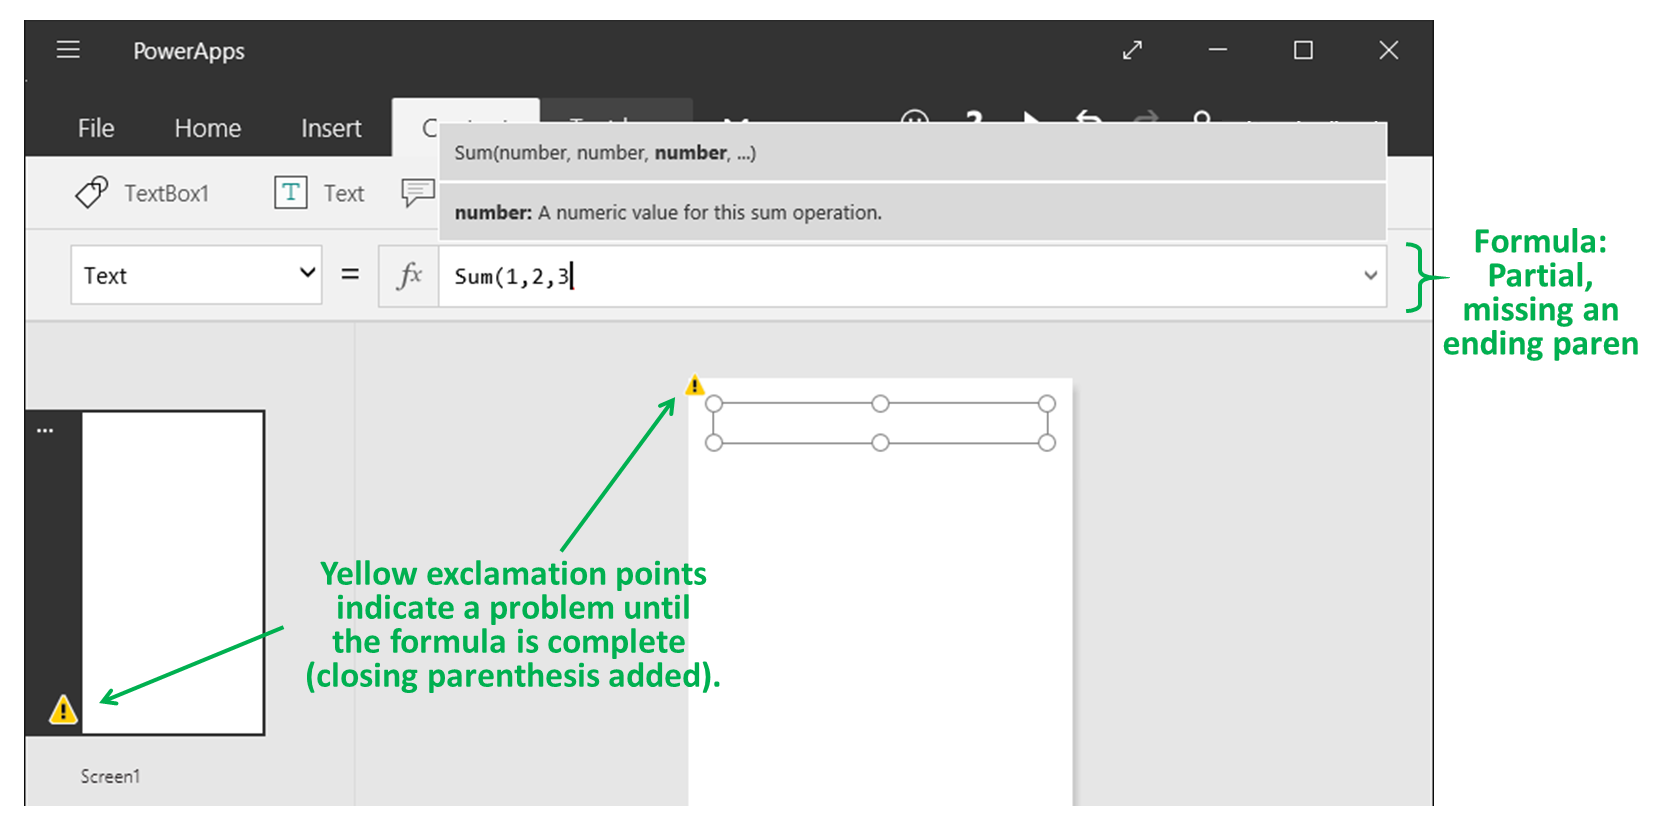 PowerApps
File Home Insert
Sum(number, number, number, ...)
TextBox1 Text
number: A numeric value for this sum operation.
Text = fx Sum(1,2,3
Formula:
Partial,
missing an
ending paren
...
Yellow exclamation points
indicate a problem until
the formula is complete
(closing parenthesis added).
Screen1